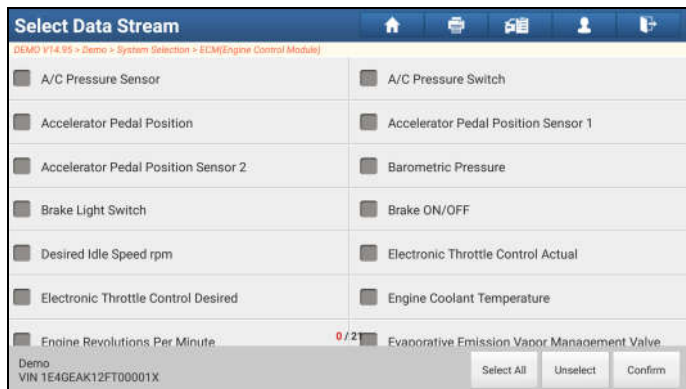 Select Data Stream
DEMO V14.95 > Demo > System Selection > ECM(Engine Control Module)
A/C Pressure Sensor
A/C Pressure Switch
Accelerator Pedal Position
Accelerator Pedal Position Sensor 1
Accelerator Pedal Position Sensor 2
Barometric Pressure
Brake Light Switch
Brake ON/OFF
Desired Idle Speed rpm
Electronic Throttle Control Actual
Electronic Throttle Control Desired
Engine Coolant Temperature
Engine Revolutions Per Minute
0 / 21
Evaporative Emission Vapor Management Valve
Demo
VIN 1E4GEAK12FT00001X
Select All
Unselect
Confirm